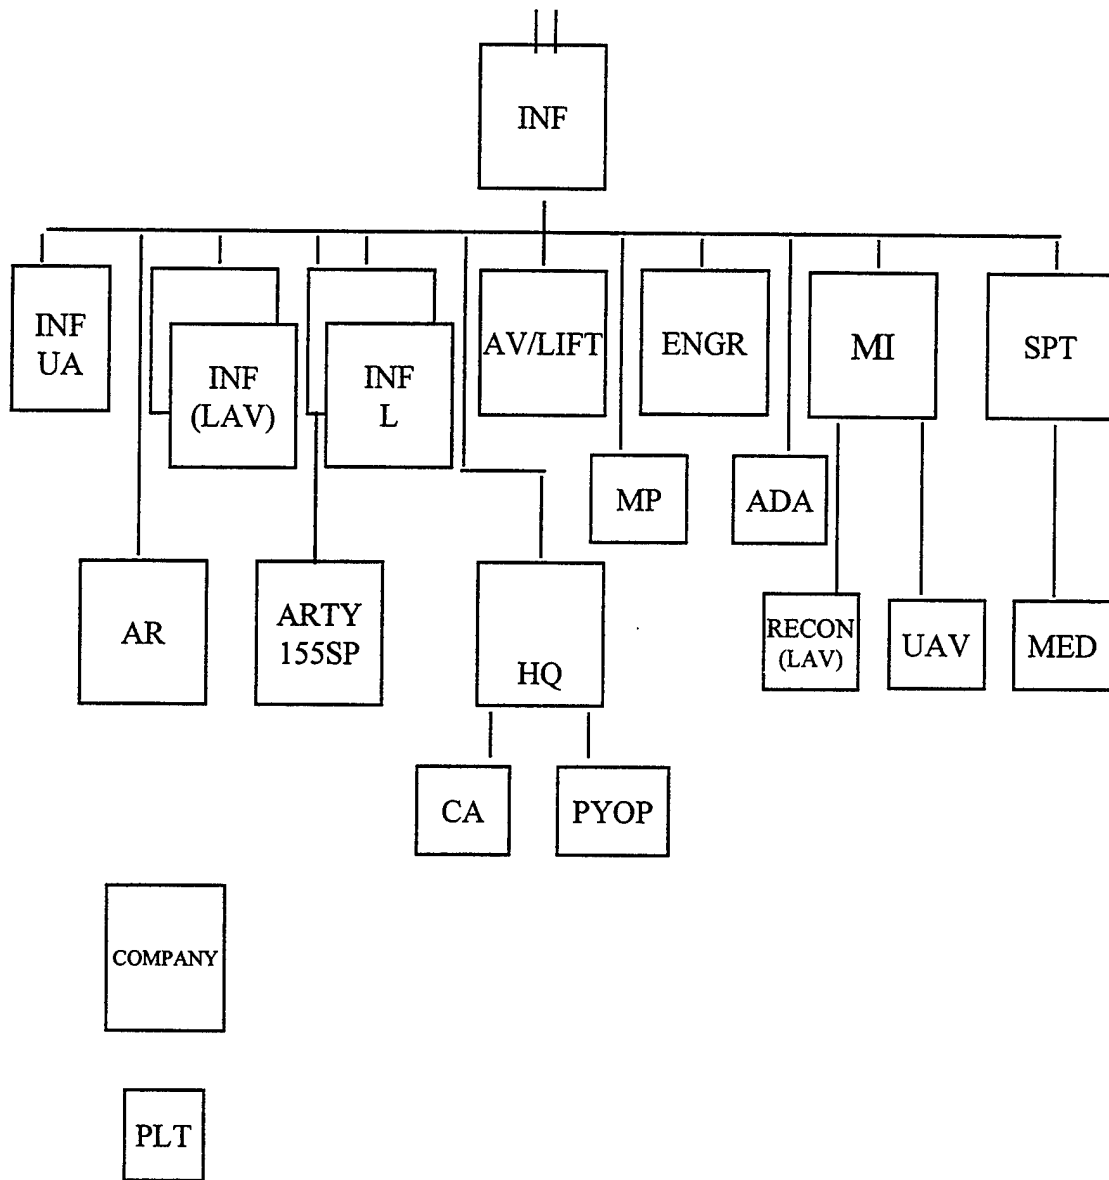 INF
INF
UA
INF
(LAV)
INF
L
AV/LIFT
ENGR
MI
SPT
MP
ADA
AR
ARTY
155SP
HQ
RECON
(LAV)
UAV
MED
CA
PYOP
COMPANY
PLT